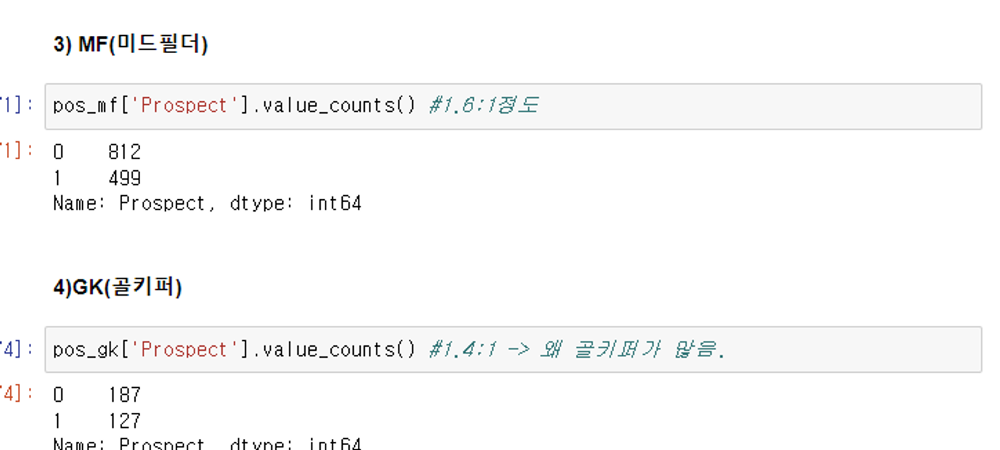 3) MF(미드필더)
1]: pos_mf['Prospect'].value_counts() #1.6:1정도
1]: 0 812
1 499
Name: Prospect, dtype: int64
4)GK(골키퍼)
4]: pos_gk['Prospect'].value_counts() #1.4:1 -> 왜 골키퍼가 많음.
4]: 0 187
1 127
Name: Prospect, dtype: int64